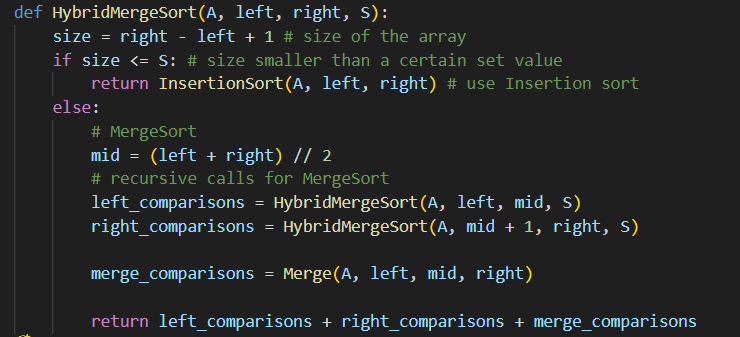 def HybridMergeSort(A, left, right, S):
    size = right - left + 1 # size of the array
    if size <= S: # size smaller than a certain set value
        return InsertionSort(A, left, right) # use Insertion sort
    else:
        # MergeSort
        mid = (left + right) // 2
        # recursive calls for MergeSort
        left_comparisons = HybridMergeSort(A, left, mid, S)
        right_comparisons = HybridMergeSort(A, mid + 1, right, S)
        merge_comparisons = Merge(A, left, mid, right)
        return left_comparisons + right_comparisons + merge_comparisons